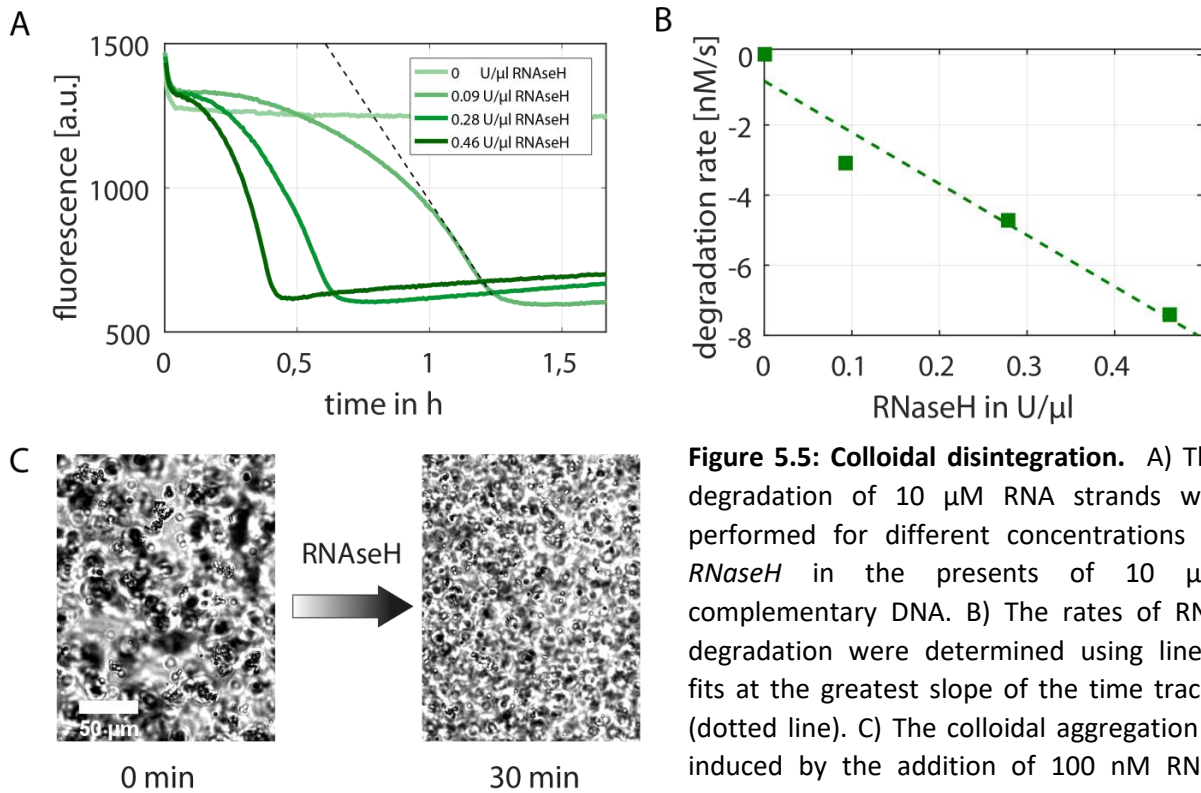 A
1500
1000
500
fluorescence [a.u.]
0 U/µl RNAseH
0.09 U/µl RNAseH
0.28 U/µl RNAseH
0.46 U/µl RNAseH
0 0,5 1 1,5
time in h
B
0
-2
-4
-6
-8
degradation rate [nM/s]
0 0.1 0.2 0.3 0.4
RNaseH in U/µl
C
50 µm
RNAseH
0 min
30 min
Figure 5.5: Colloidal disintegration. A)
degradation of 10 µM RNA strands
performed for different concentrations
RNaseH in the presents of 10
complementary DNA. B) The rates of
degradation were determined using
fits at the greatest slope of the time
(dotted line). C) The colloidal aggregation
induced by the addition of 100 nM